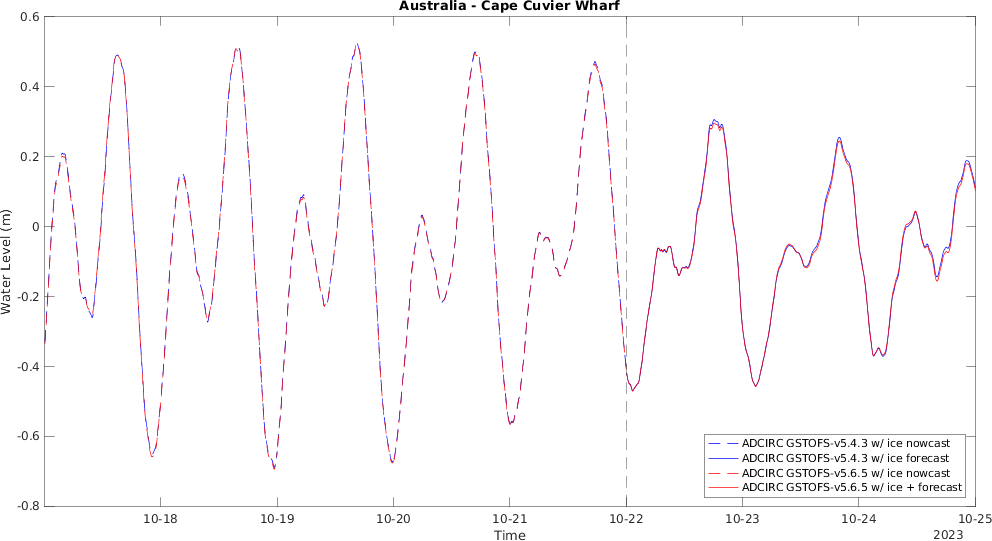 Australia - Cape Cuvier Wharf
0.6
0.4
0.2
0
-0.2
-0.4
-0.6
-0.8
Water Level (m)
ADCIRC GSTOFS-v5.4.3 w/ ice nowcast
ADCIRC GSTOFS-v5.4.3 w/ ice forecast
ADCIRC GSTOFS-v5.6.5 w/ ice nowcast
ADCIRC GSTOFS-v5.6.5 w/ ice + forecast
10-18 10-19 10-20 10-21 10-22 10-23 10-24 10-25
Time
2023